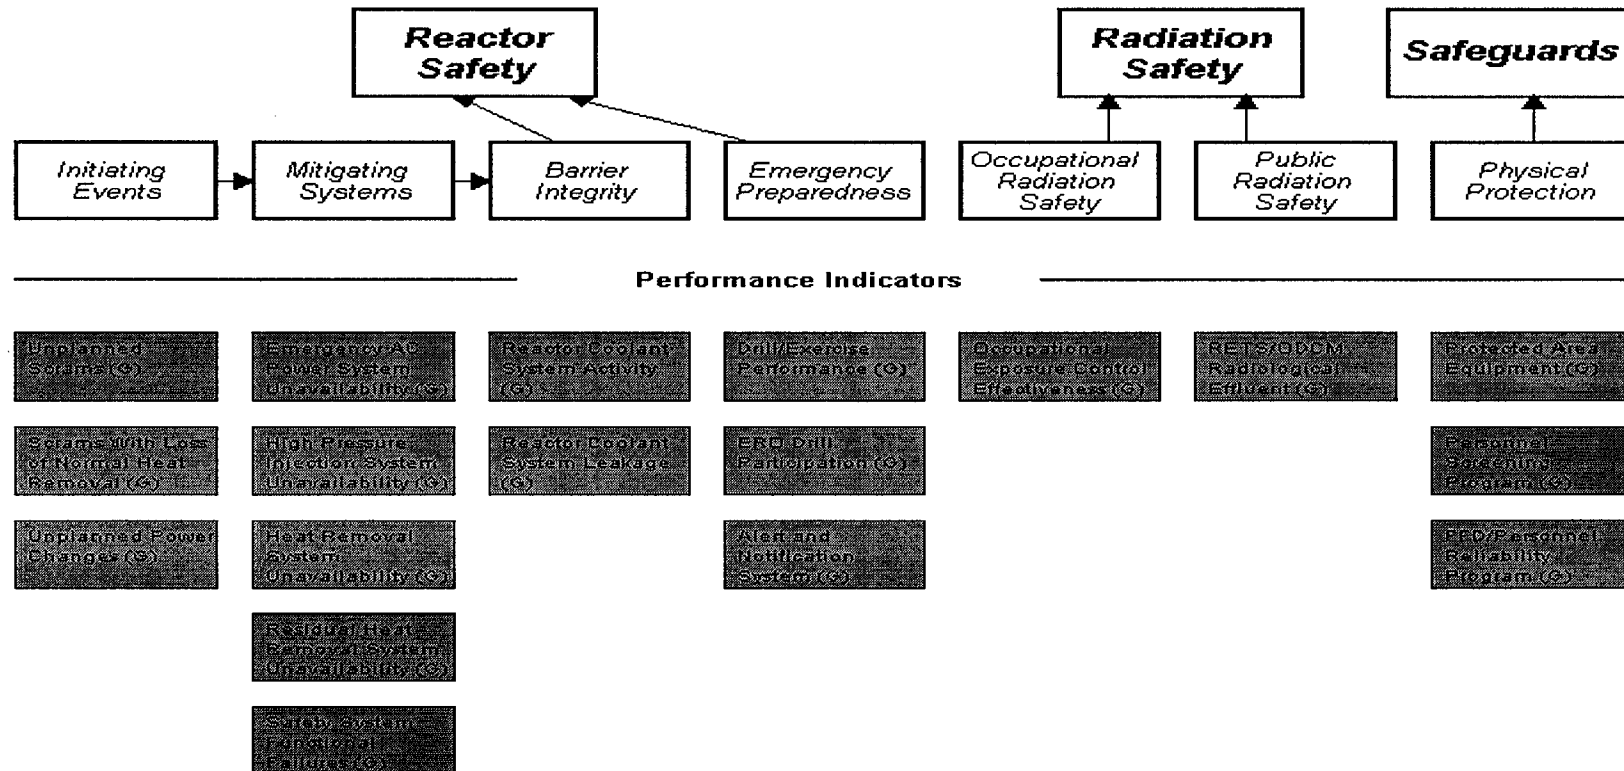 Reactor
Safety
Radiation
Safety
Safeguards
Initiating
Events
Mitigating
Systems
Barrier
Integrity
Emergency
Preparedness
Occupational
Radiation
Safety
Public
Radiation
Safety
Physical
Protection
Performance Indicators
Unplanned
Scrams (G)
Emergency AC
Power System
Unavailability (G)
Reactor Coolant
System Activity
(G)
Drill/Exercise
Performance (G)
Occupational
Exposure Control
Effectiveness (G)
RETS/ODCM
Radiological
Effluent (G)
Protected Area
Equipment (G)
Scrams With Loss
of Normal Heat
Removal (G)
High Pressure
Injection System
Unavailability (G)
Reactor Coolant
System Leakage
(G)
ERO Drill
Participation (G)
Personnel
Screening
Program (G)
Unplanned Power
Changes (G)
Heat Removal
System
Unavailability (G)
Alert and
Notification
System (G)
FFD/Personnel
Reliability
Program (G)
Residual Heat
Removal System
Unavailability (G)
Safety System
Functional
Failures (G)